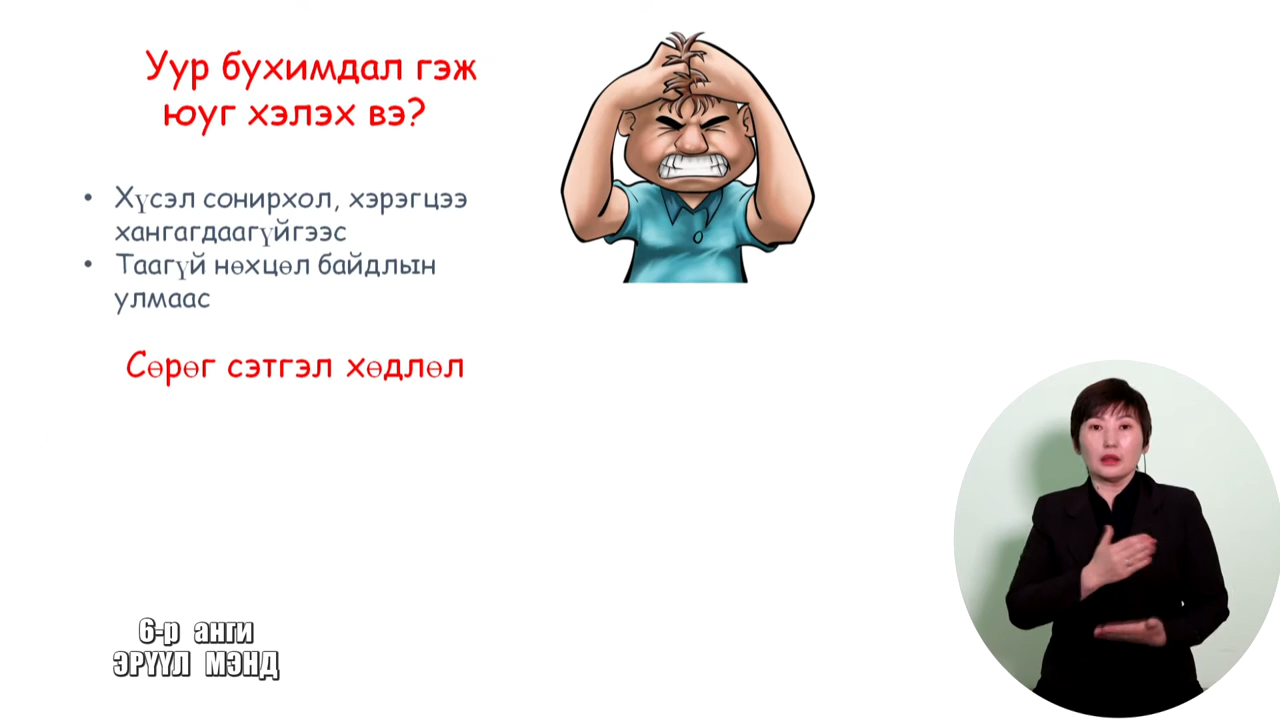 Уур бухимдал гэж
юуг хэлэх вэ?
• Хүсэл сонирхол, хэрэгцээ
хангагдаагүйгээс
• Таагүй нөхцөл байдлын
улмаас
Сөрөг сэтгэл хөдлөл
6-р анги
ЭРҮҮЛ МЭНД